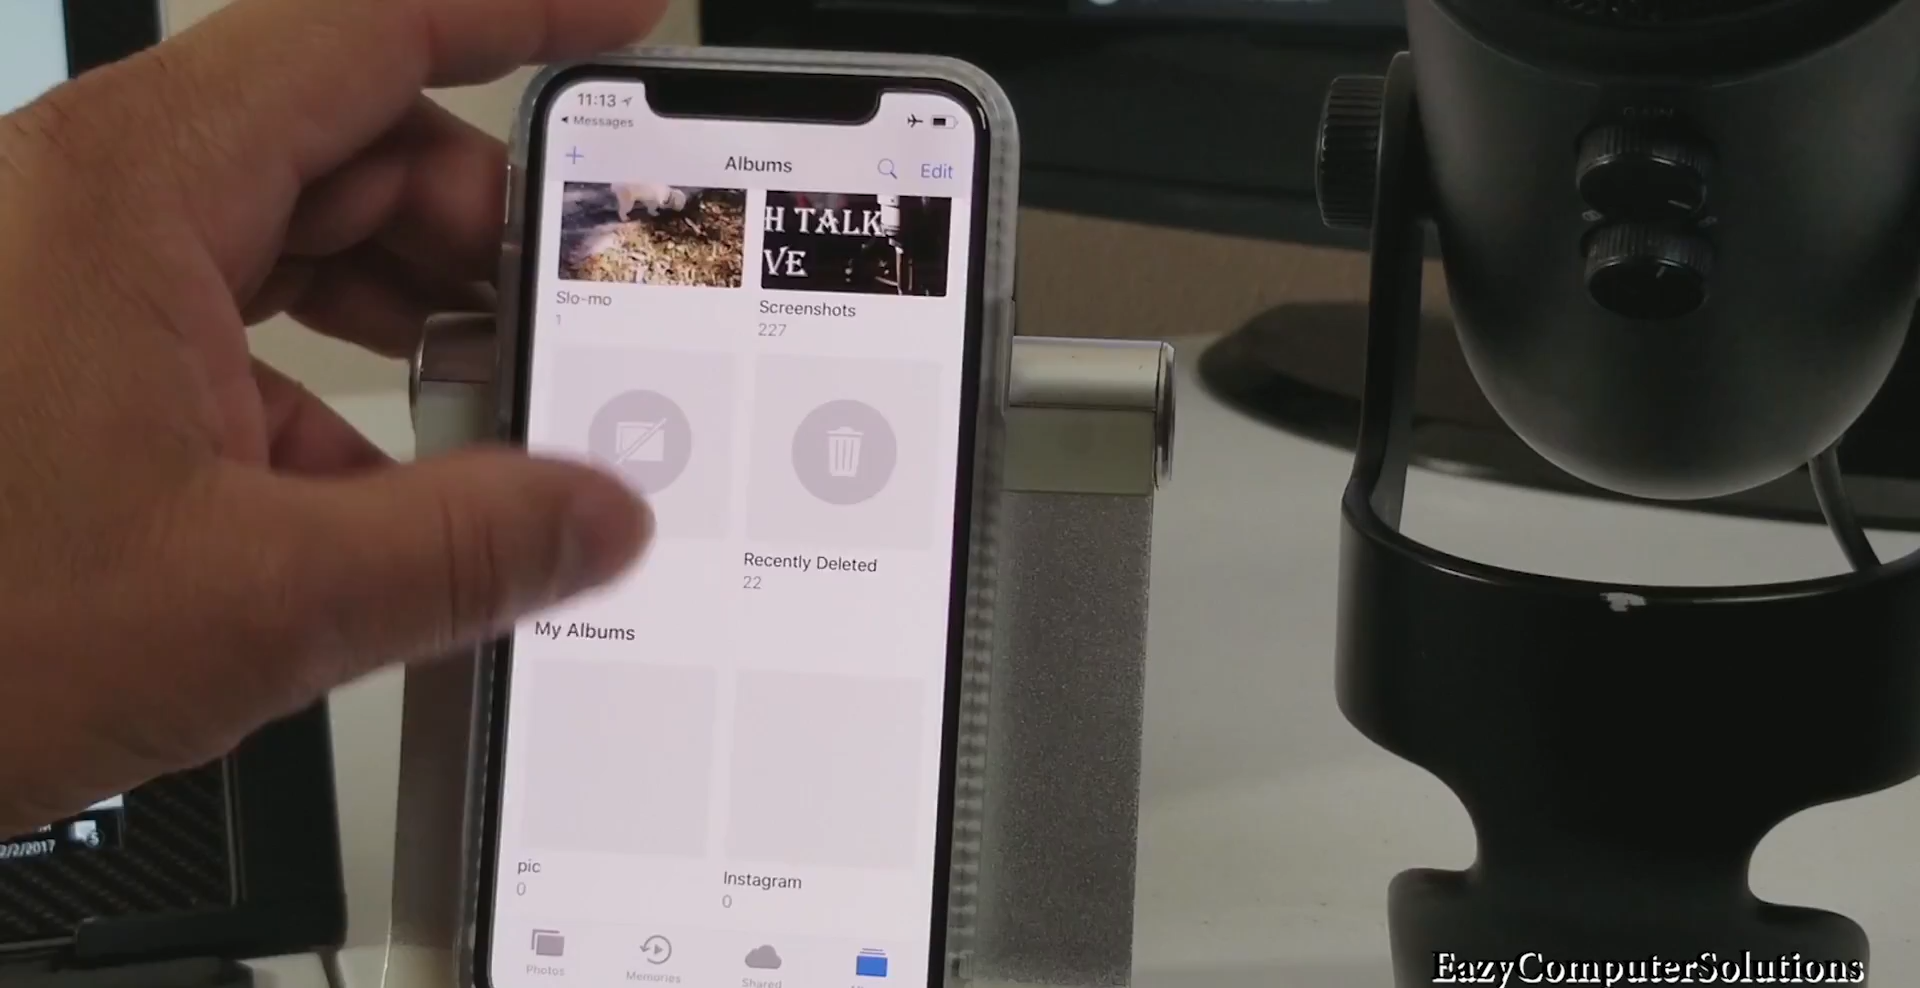 11:13
Messages
Albums
Edit
H TALK
VE
Slo-mo
1
Screenshots
227
Recently Deleted
22
My Albums
pic
0
Instagram
0
Photos
Memories
Shared
GAIN
2/2/2017
EazyComputerSolutions